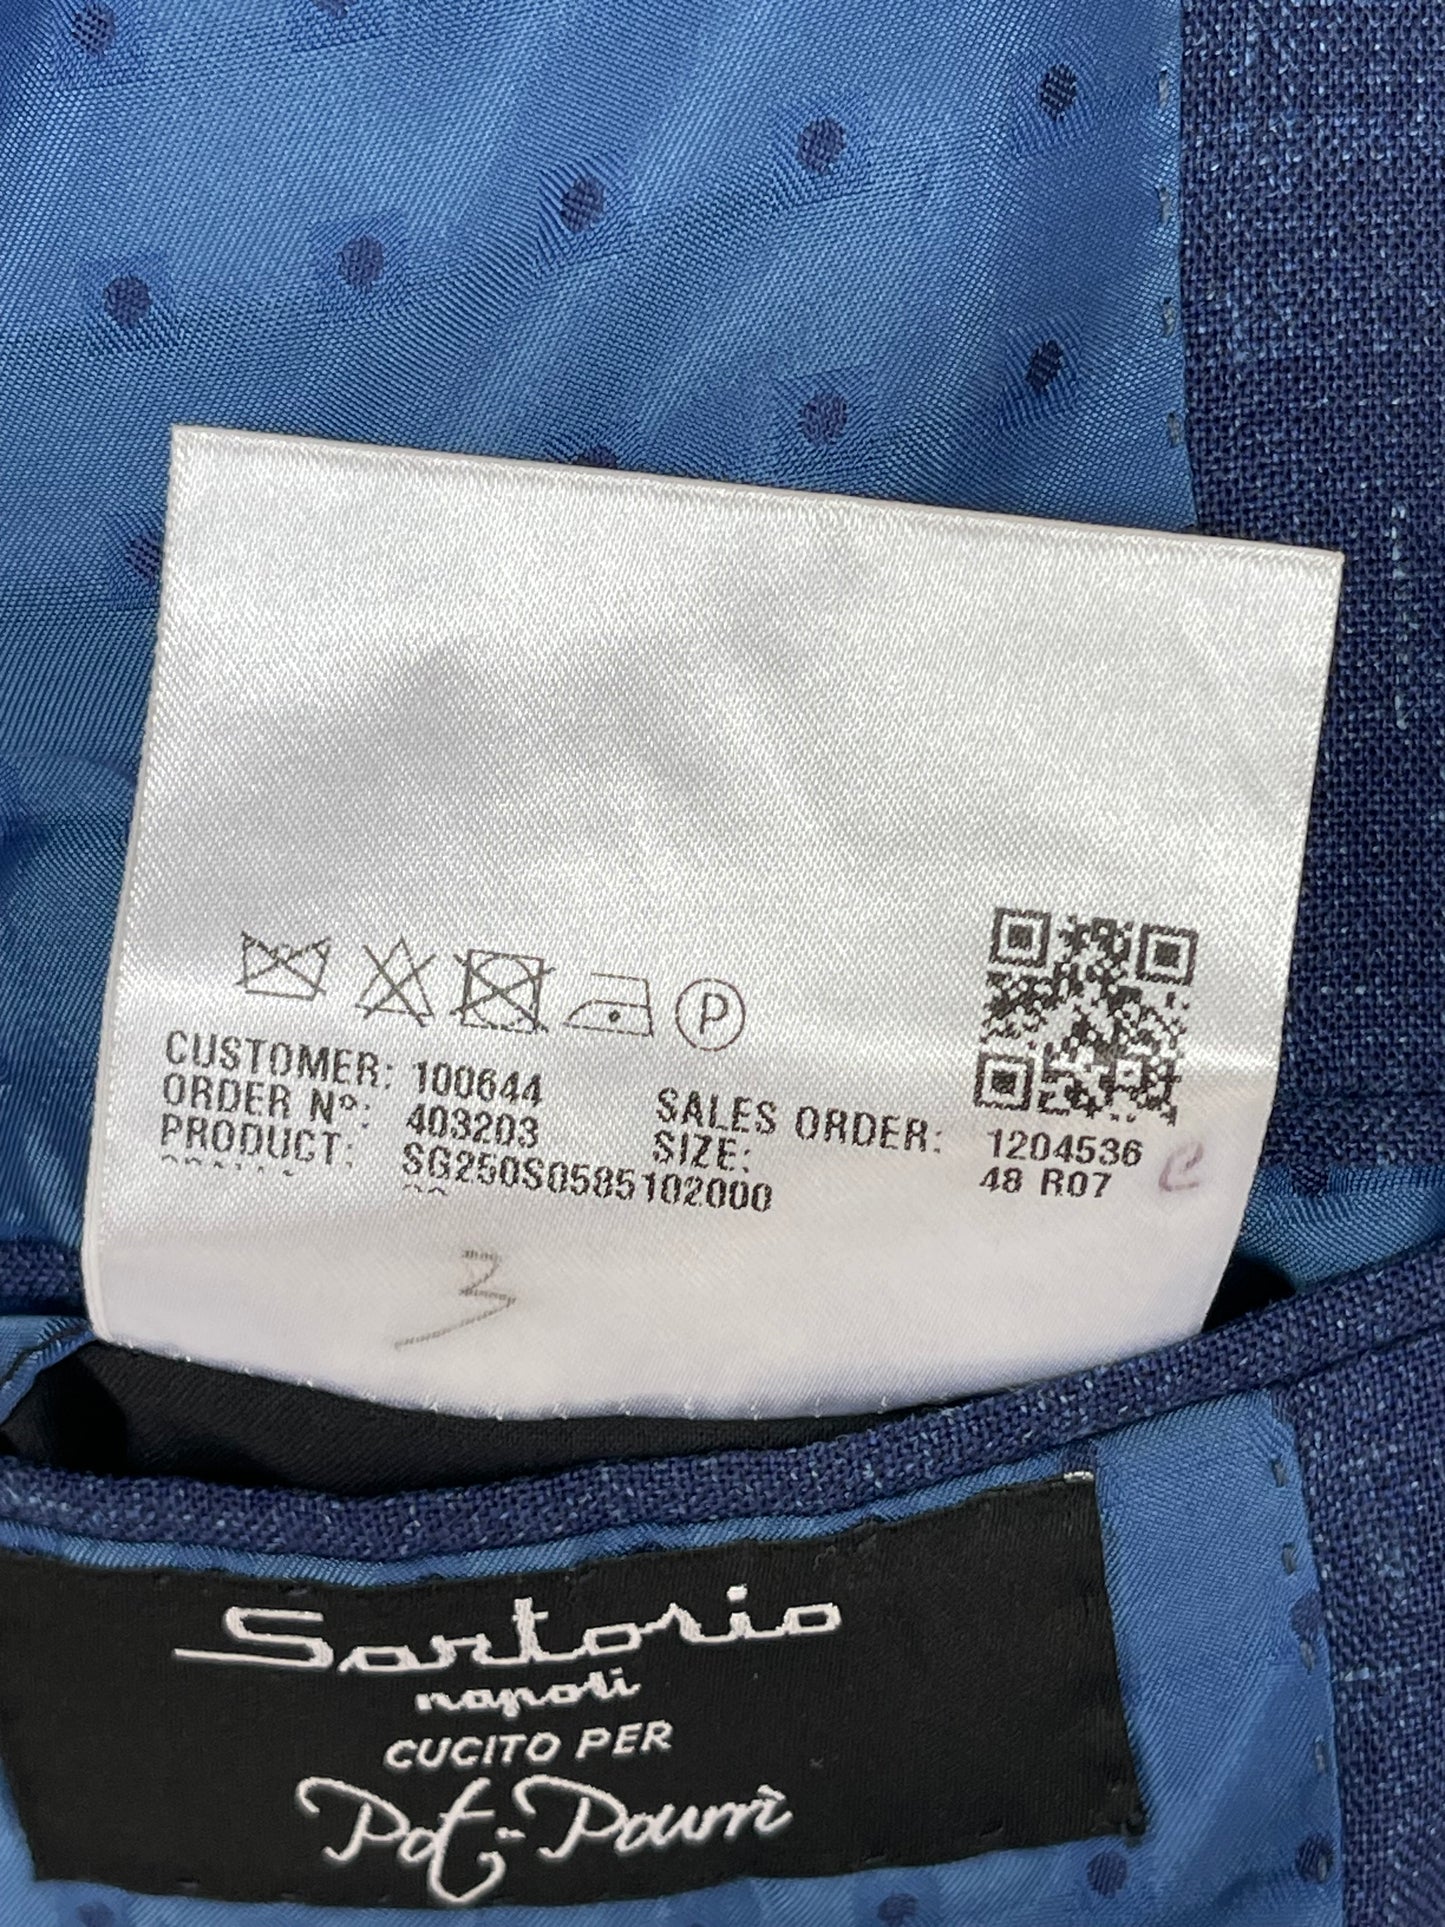 P
CUSTOMER: 100644
ORDER Nº: 403203 SALES ORDER: 1204536
PRODUCT: SG250S0585102000 SIZE: 48 R07 C
3
Sartorio
napoli
CUCITO PER
Pot-Pourrì